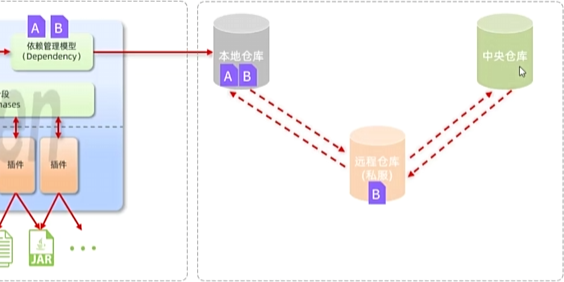 A B
依赖管理模型
(Dependency)
本地仓库
A B
中央仓库
段
hases
插件
插件
远程仓库
(私服)
B
JAR